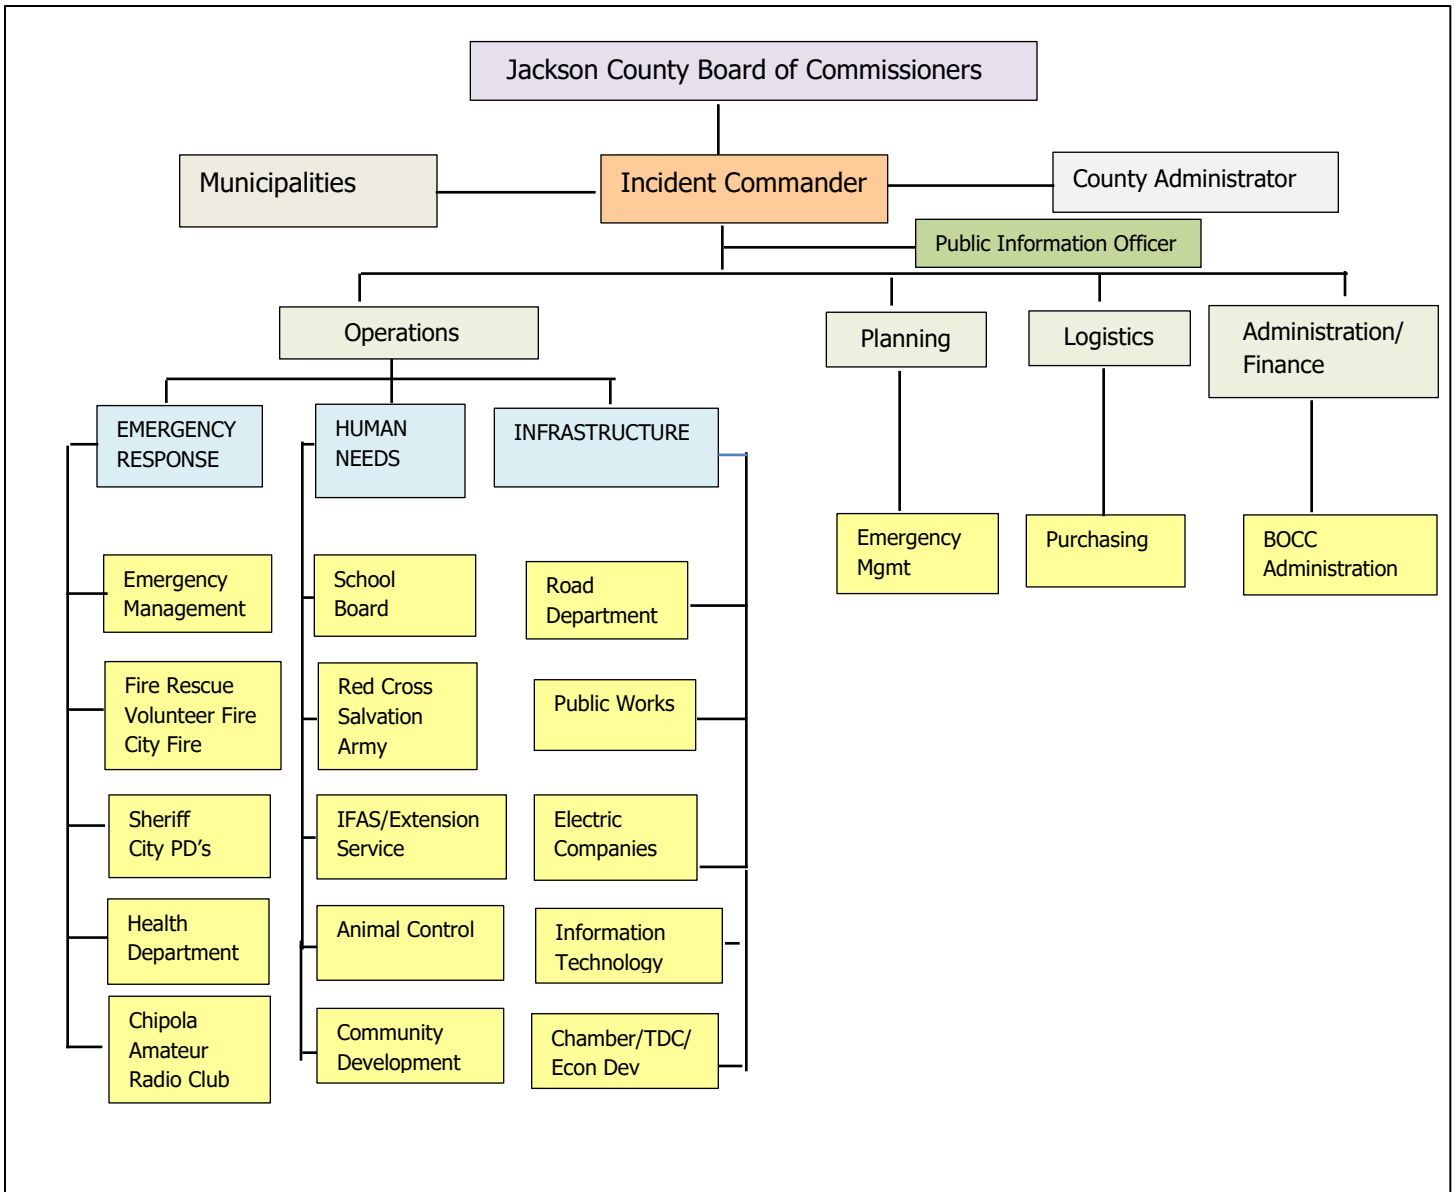 Jackson County Board of Commissioners
Municipalities
Incident Commander
County Administrator
Public Information Officer
Operations
Planning
Logistics
Administration/
Finance
EMERGENCY
RESPONSE
HUMAN
NEEDS
INFRASTRUCTURE
Emergency
Mgmt
Purchasing
BOCC
Administration
Emergency
Management
School
Board
Road
Department
Fire Rescue
Volunteer Fire
City Fire
Red Cross
Salvation
Army
Public Works
Sheriff
City PD’s
IFAS/Extension
Service
Electric
Companies
Health
Department
Animal Control
Information
Technology
Chipola
Amateur
Radio Club
Community
Development
Chamber/TDC/
Econ Dev